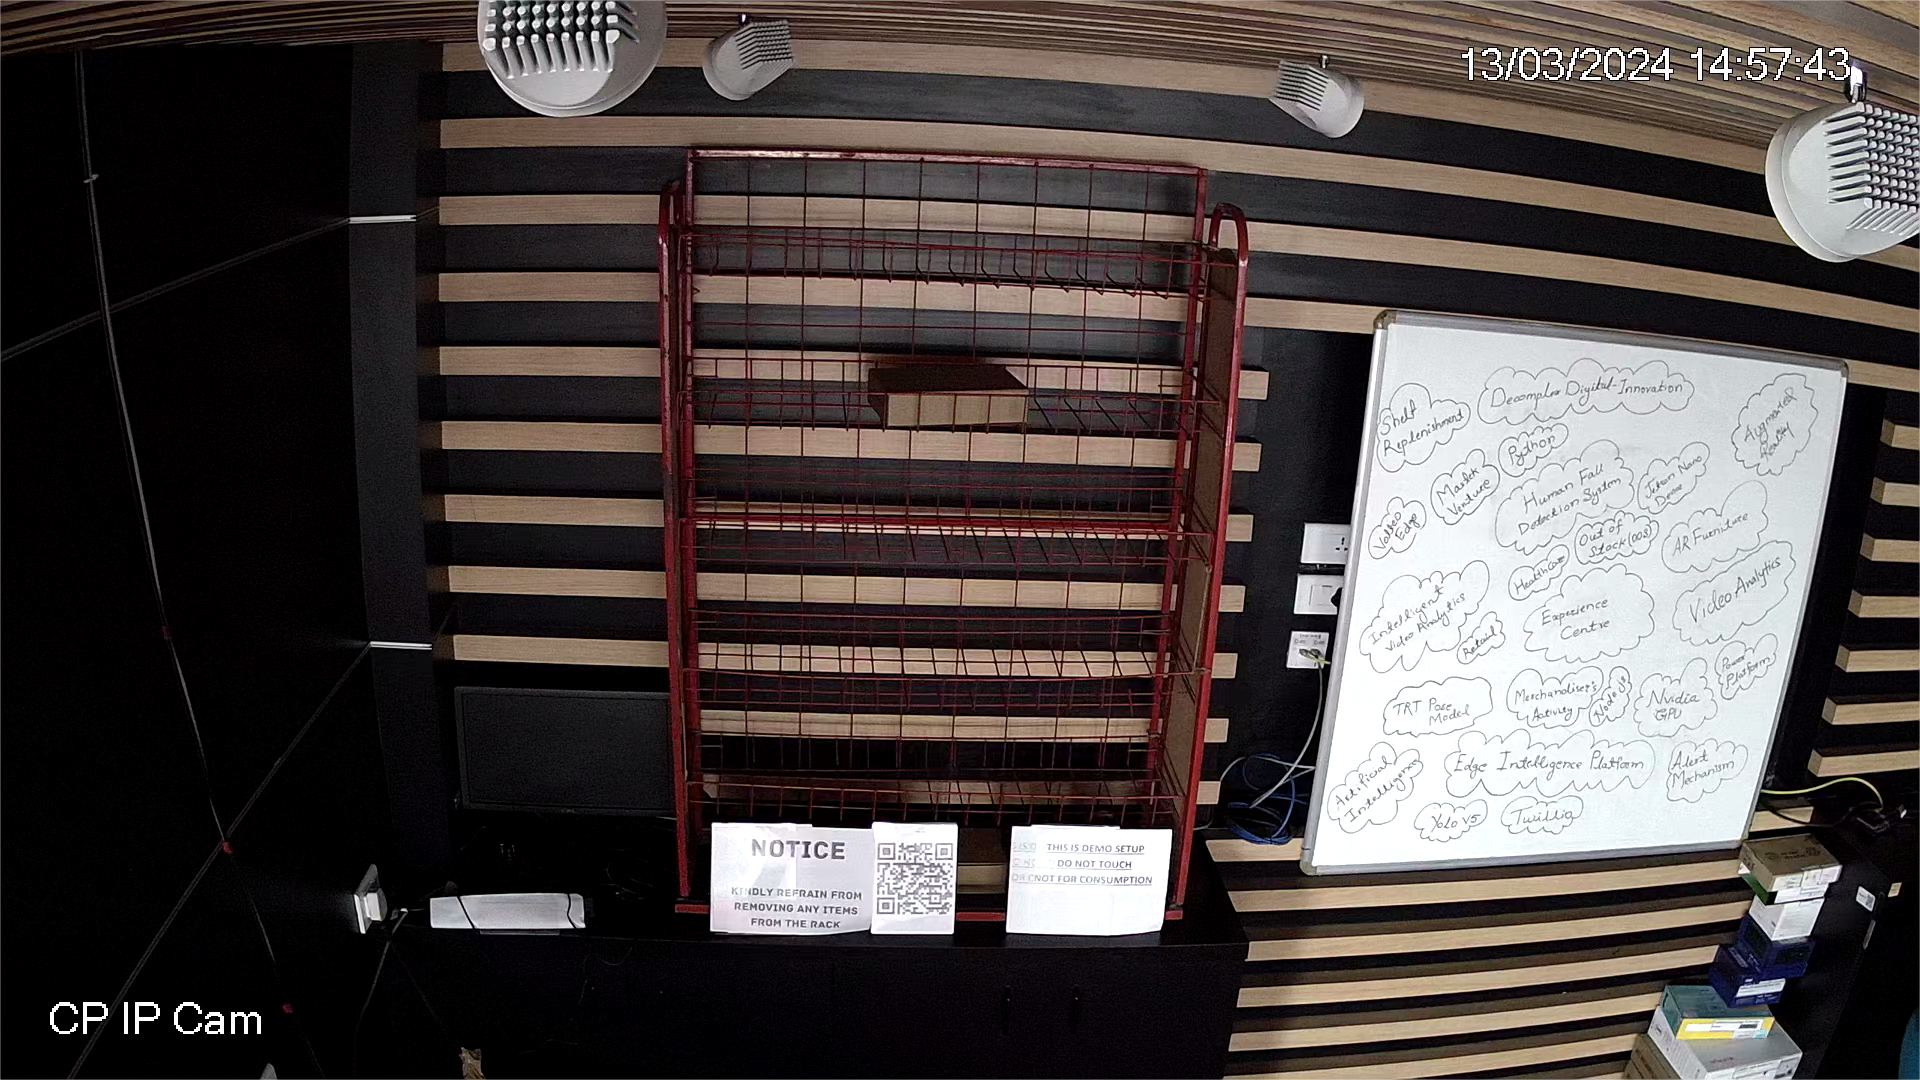 13/03/2024 14:57:43
Decomplex Digital-Innovation
Shelf
Replenishment
Augmented
Reality
Python
Market
Venture
Human Fall
Detection System
Jetson Nano
Device
Valeo
Edge
Out of
Stock (OOS)
AR Furniture
HealthCare
Intelligent
Video Analytics
Experience
Centre
Video Analytics
Retail
Power
Platform
TRT Pose
Model
Merchandiser's
Activity
Nvidia
GPU
Artificial
Intelligence
Edge Intelligence Platform
Alert
Mechanism
YOLO V5
Twillio
NOTICE
KINDLY REFRAIN FROM
REMOVING ANY ITEMS
FROM THE RACK
THIS IS DEMO SETUP
DO NOT TOUCH
NOT FOR CONSUMPTION
CP IP Cam